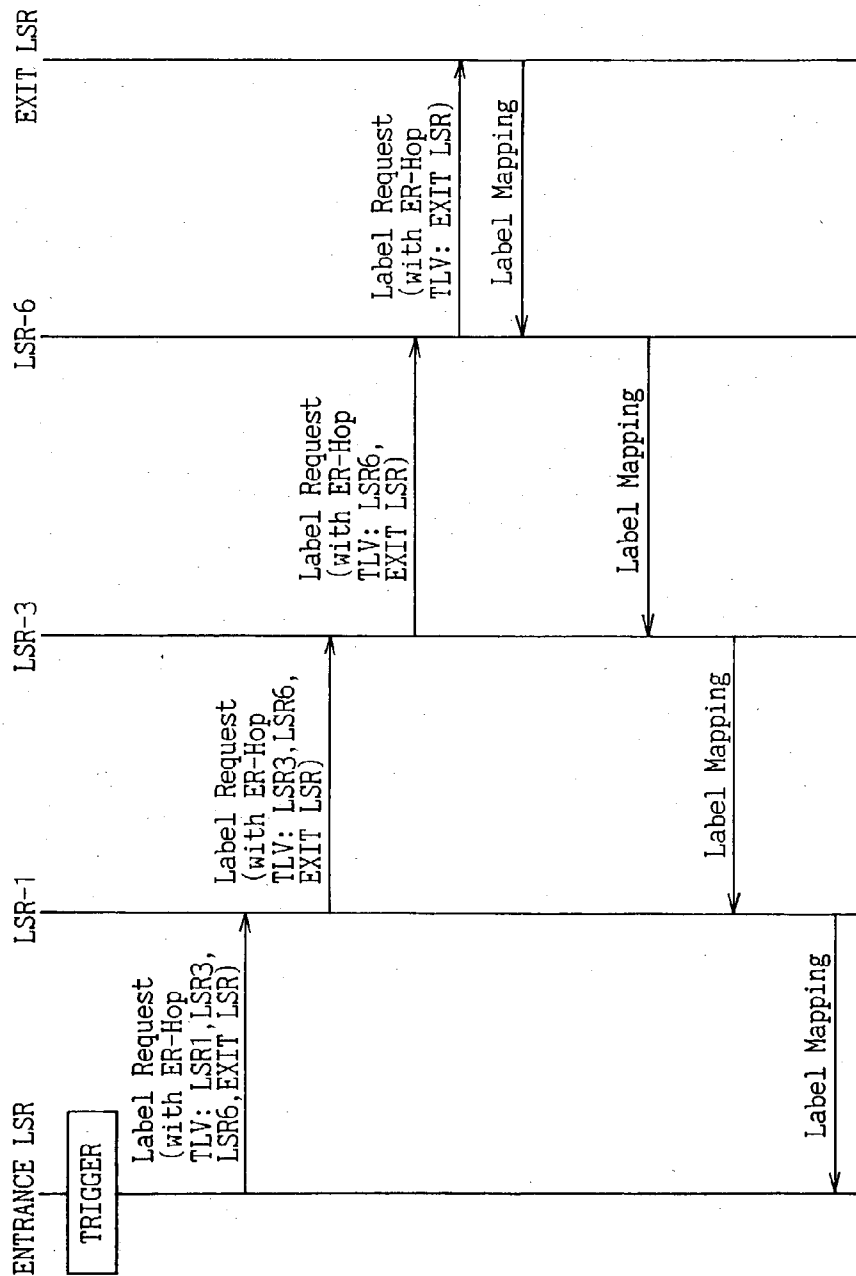 ENTRANCE LSR
LSR-1
LSR-3
LSR-6
EXIT LSR
TRIGGER
Label Request
(with ER-Hop
TLV: LSR1,LSR3,
LSR6,EXIT LSR)
Label Request
(with ER-Hop
TLV: LSR3,LSR6,
EXIT LSR)
Label Request
(with ER-Hop
TLV: LSR6,
EXIT LSR)
Label Request
(with ER-Hop
TLV: EXIT LSR)
Label Mapping
Label Mapping
Label Mapping
Label Mapping